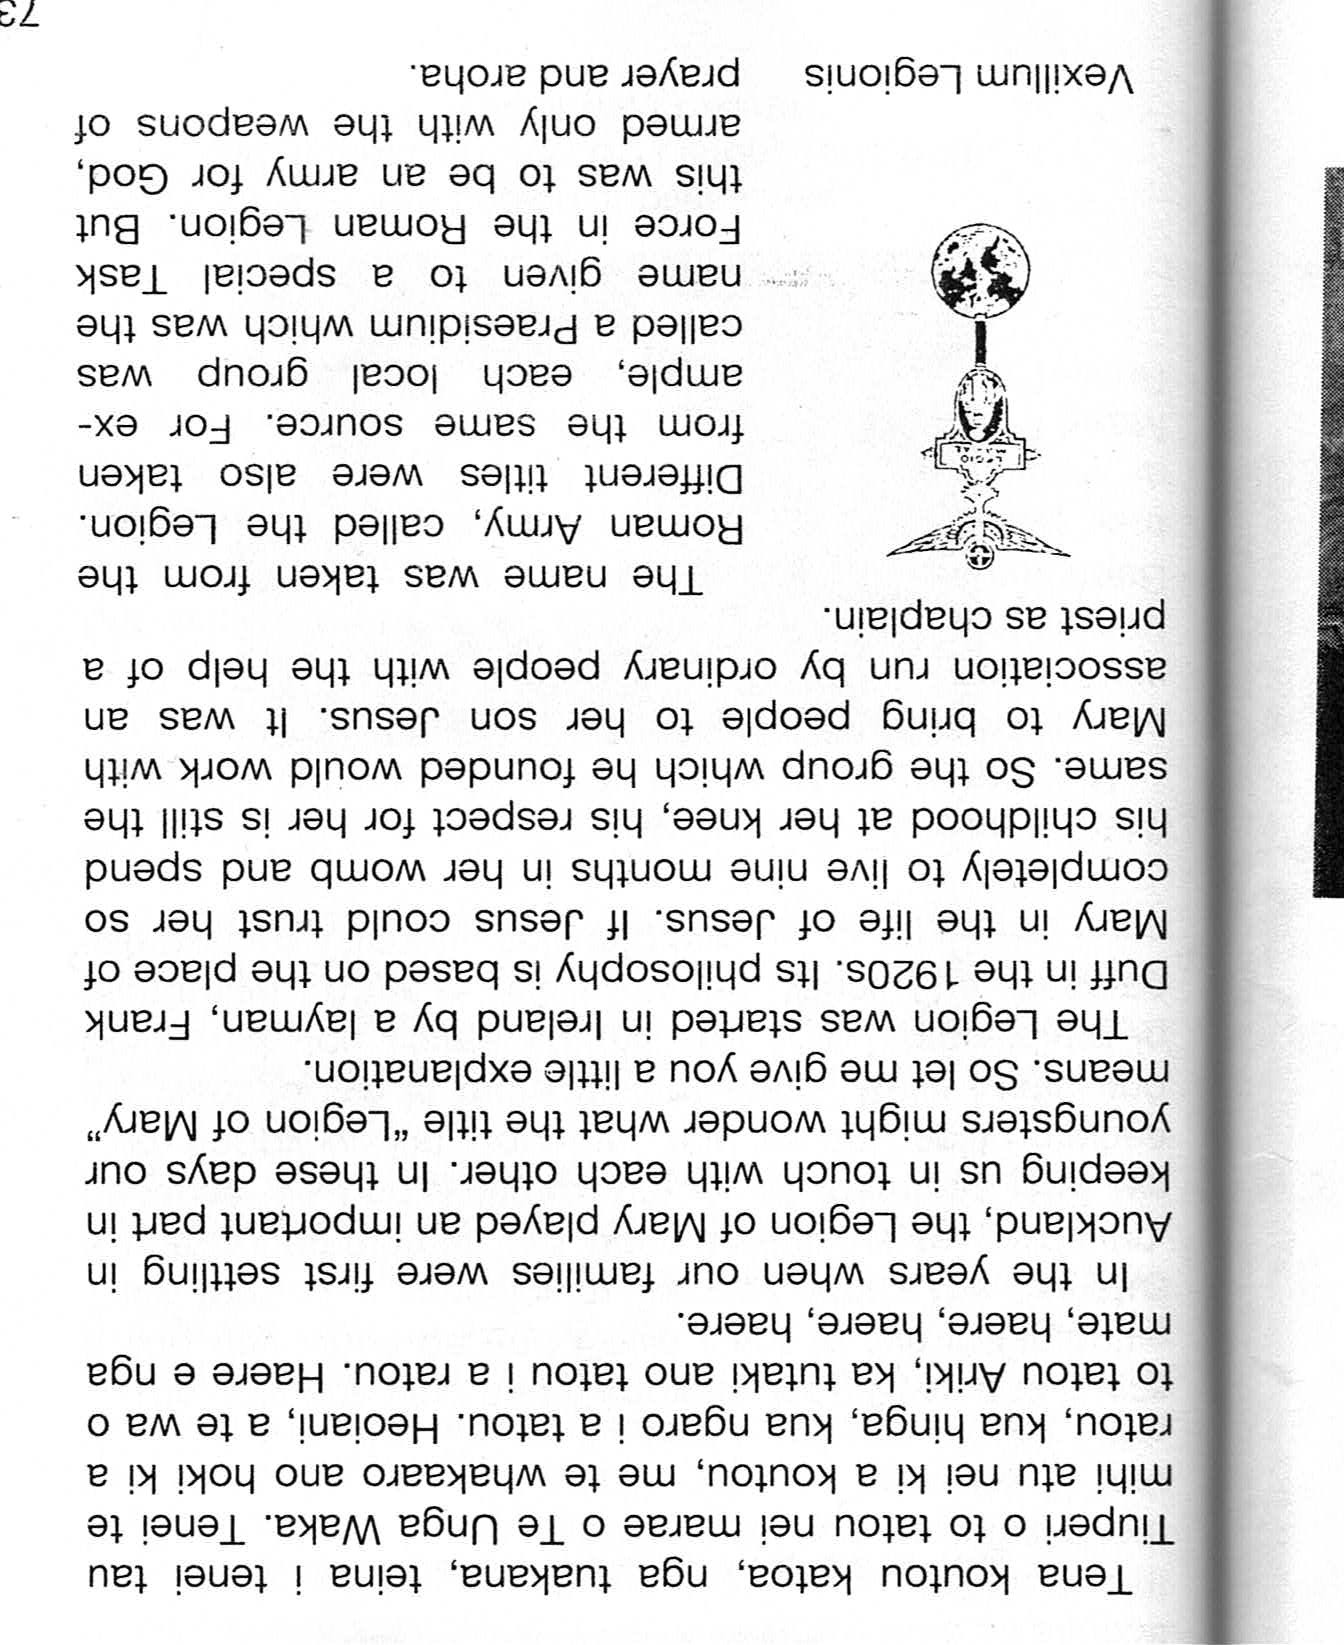 Tena koutou katoa, nga tuakana, teina i tenei tau
Tiuperi o to tatou nei marae o Te Unga Waka. Tenei te
mihi atu nei ki a koutou, me te whakaaro ano hoki ki a
ratou, kua hinga, kua ngaro i a tatou. Heoiani, a te wa o
to tatou Ariki, ka tutaki ano tatou i a ratou. Haere e nga
mate, haere, haere, haere.
In the years when our families were first settling in
Auckland, the Legion of Mary played an important part in
keeping us in touch with each other. In these days our
youngsters might wonder what the title “Legion of Mary”
means. So let me give you a little explanation.
The Legion was started in Ireland by a layman, Frank
Duff in the 1920s. Its philosophy is based on the place of
Mary in the life of Jesus. If Jesus could trust her so
completely to live nine months in her womb and spend
his childhood at her knee, his respect for her is still the
same. So the group which he founded would work with
Mary to bring people to her son Jesus. It was an
association run by ordinary people with the help of a
priest as chaplain.
The name was taken from the
Roman Army, called the Legion.
Different titles were also taken
from the same source. For ex-
ample, each local group was
called a Praesidium which was the
name given to a special Task
Force in the Roman Legion. But
this was to be an army for God,
armed only with the weapons of
prayer and aroha.
LEGIO
Vexillum Legionis
73